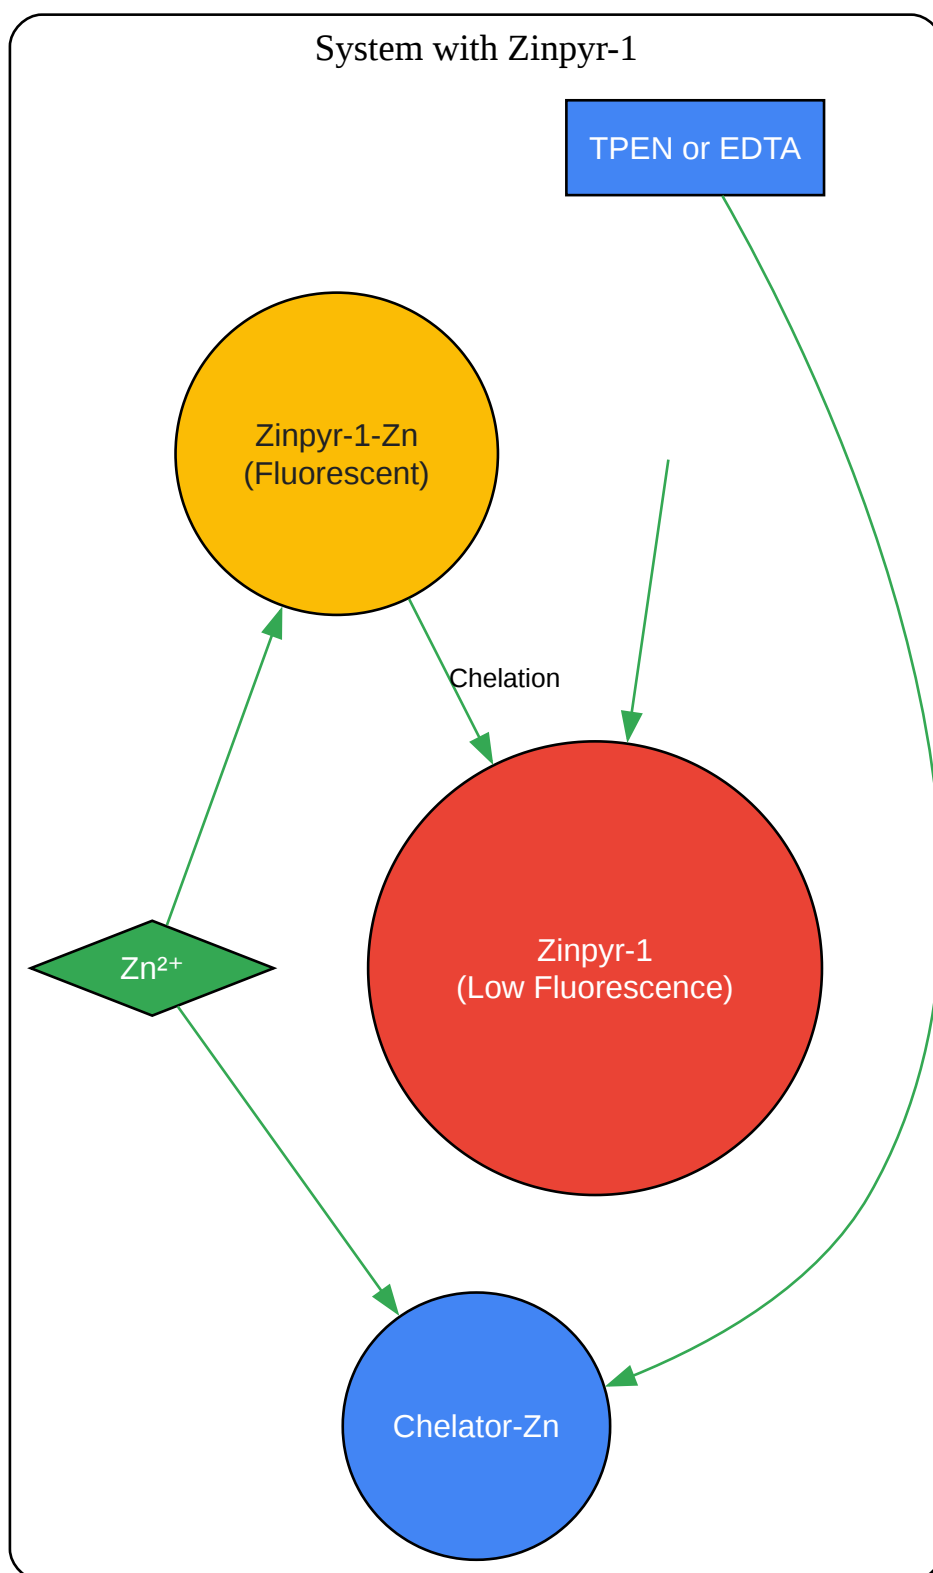 System with Zinpyr-1
TPEN or EDTA
Zinpyr-1-Zn
(Fluorescent)
Chelation
Zn²⁺
Zinpyr-1
(Low Fluorescence)
Chelator-Zn